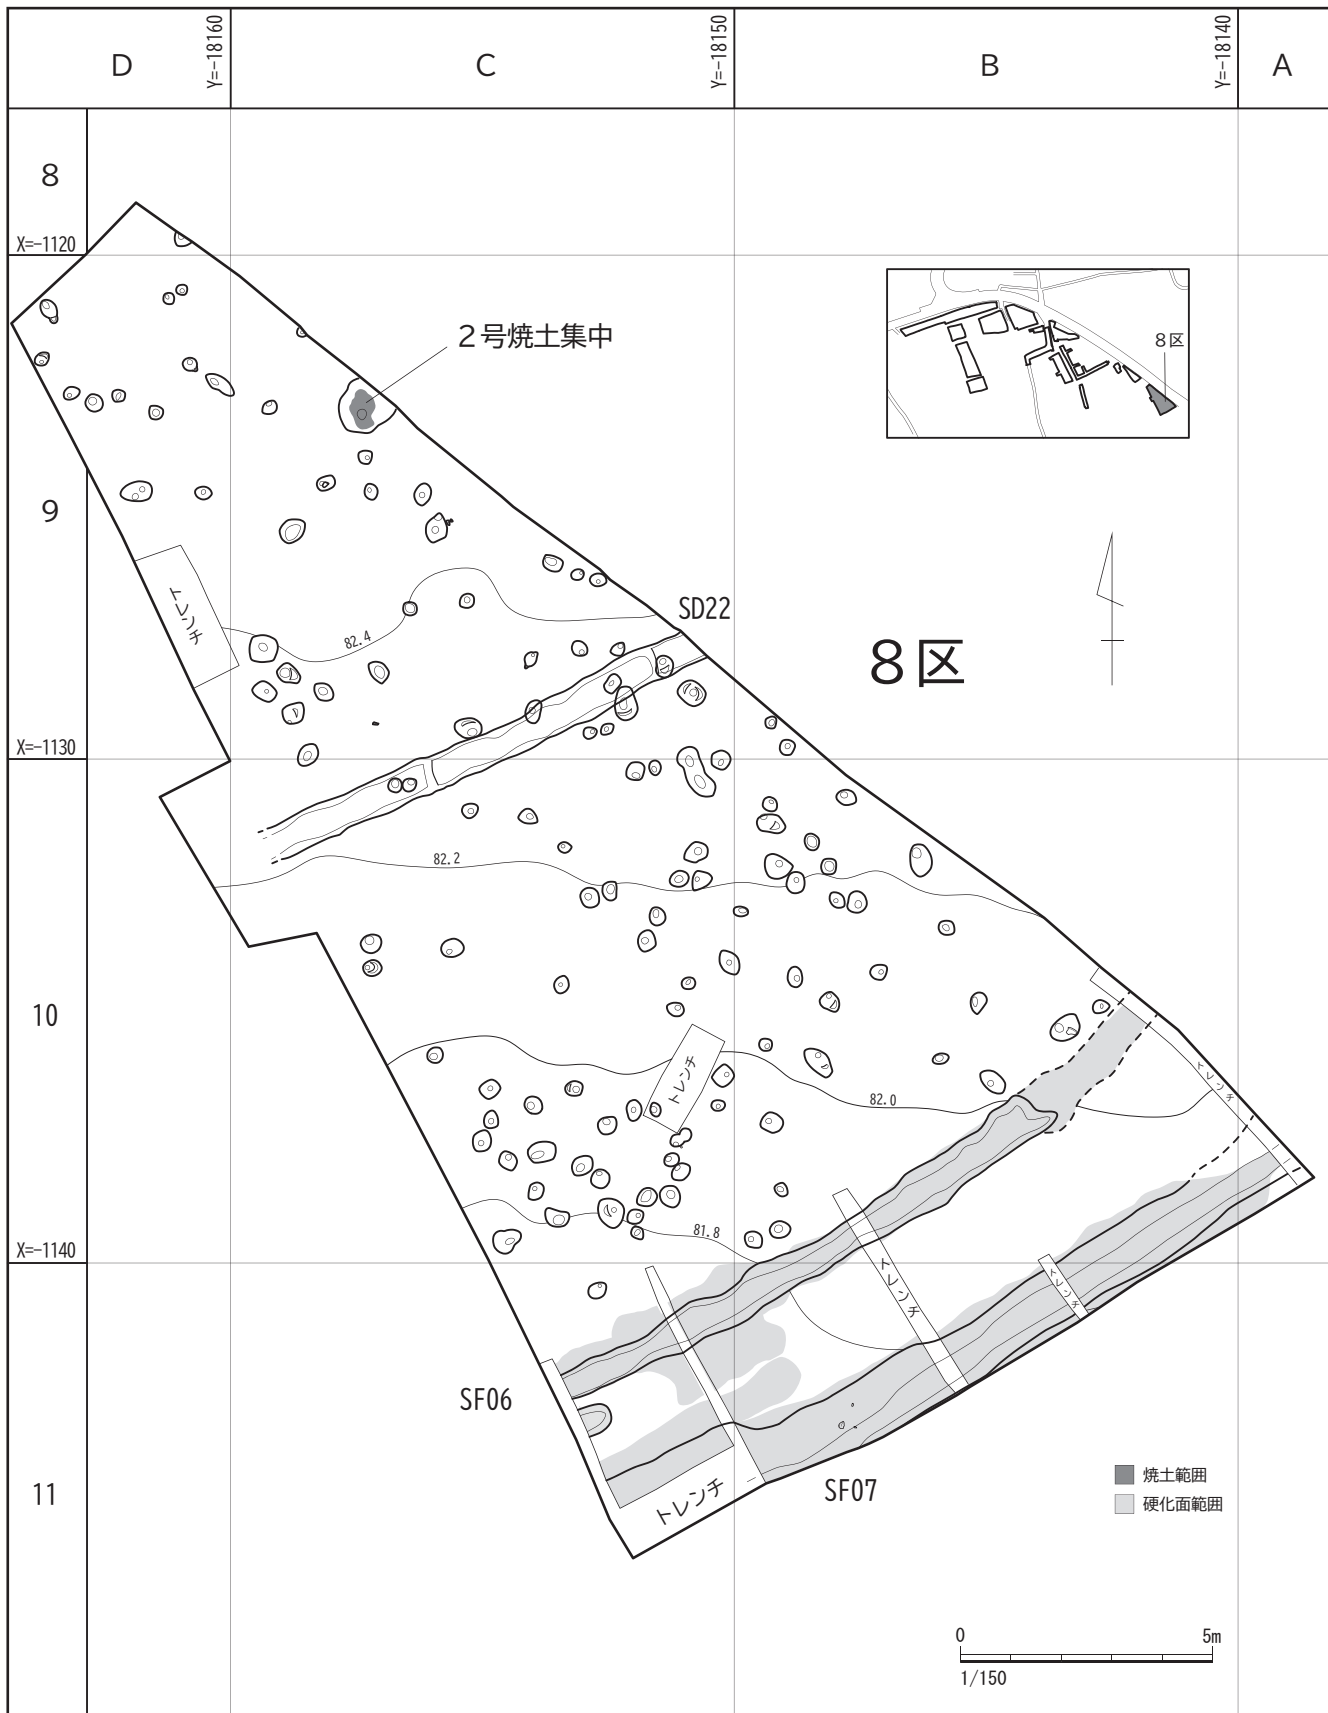 D
Y=-18160
C
Y=-18150
B
Y=-18140
A
8
X=-1120
2号焼土集中
8区
9
トレンチ
82.4
SD22
8区
X=-1130
82.2
10
トレンチ
トレンチ
82.0
81.8
X=-1140
トレンチ
トレンチ
SF06
11
トレンチ
SF07
焼土範囲
硬化面範囲
0
5m
1/150